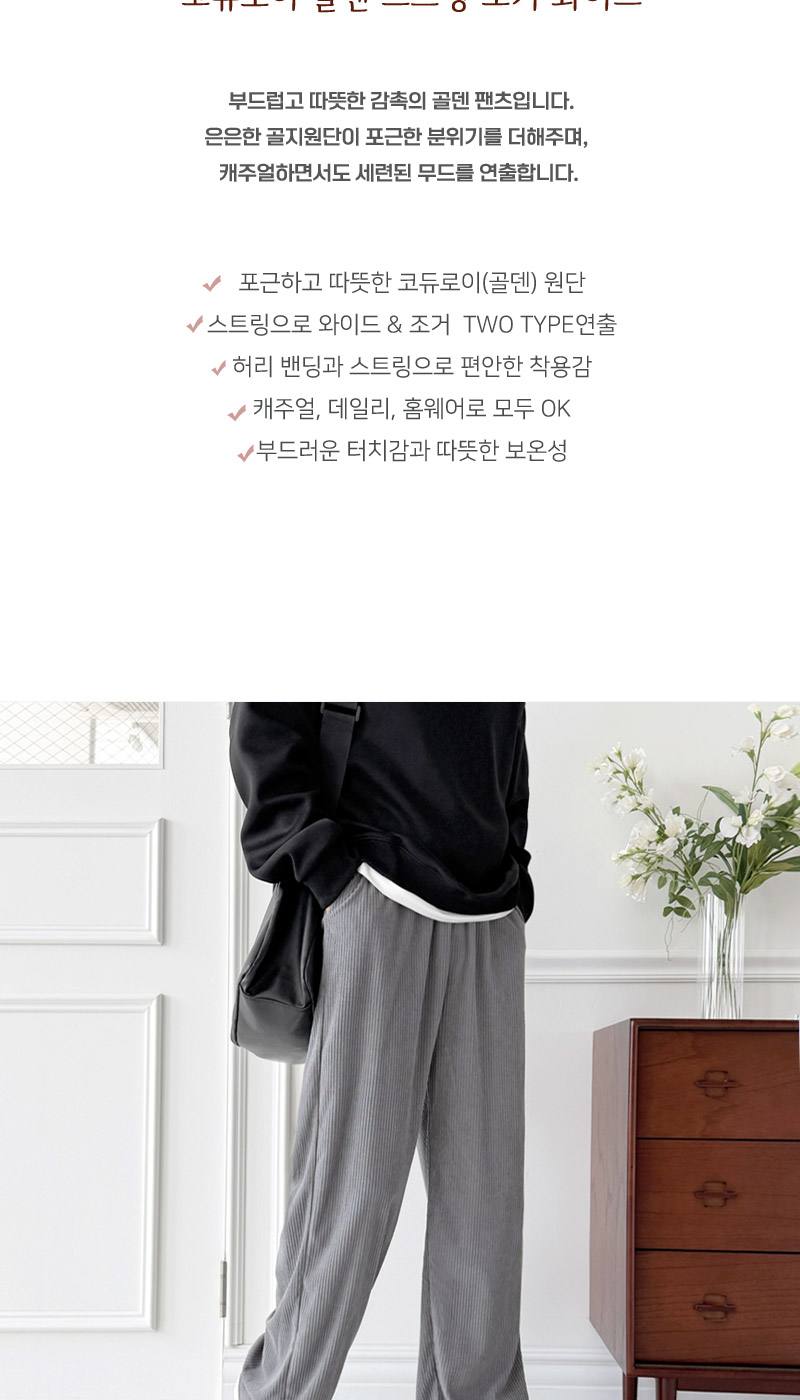 부드럽고 따뜻한 감촉의 골덴 팬츠입니다.
은은한 골지원단이 포근한 분위기를 더해주며,
캐주얼하면서도 세련된 무드를 연출합니다.
포근하고 따뜻한 코듀로이(골덴) 원단
스트링으로 와이드 & 조거 TWO TYPE연출
허리 밴딩과 스트링으로 편안한 착용감
캐주얼, 데일리, 홈웨어로 모두 OK
부드러운 터치감과 따뜻한 보온성